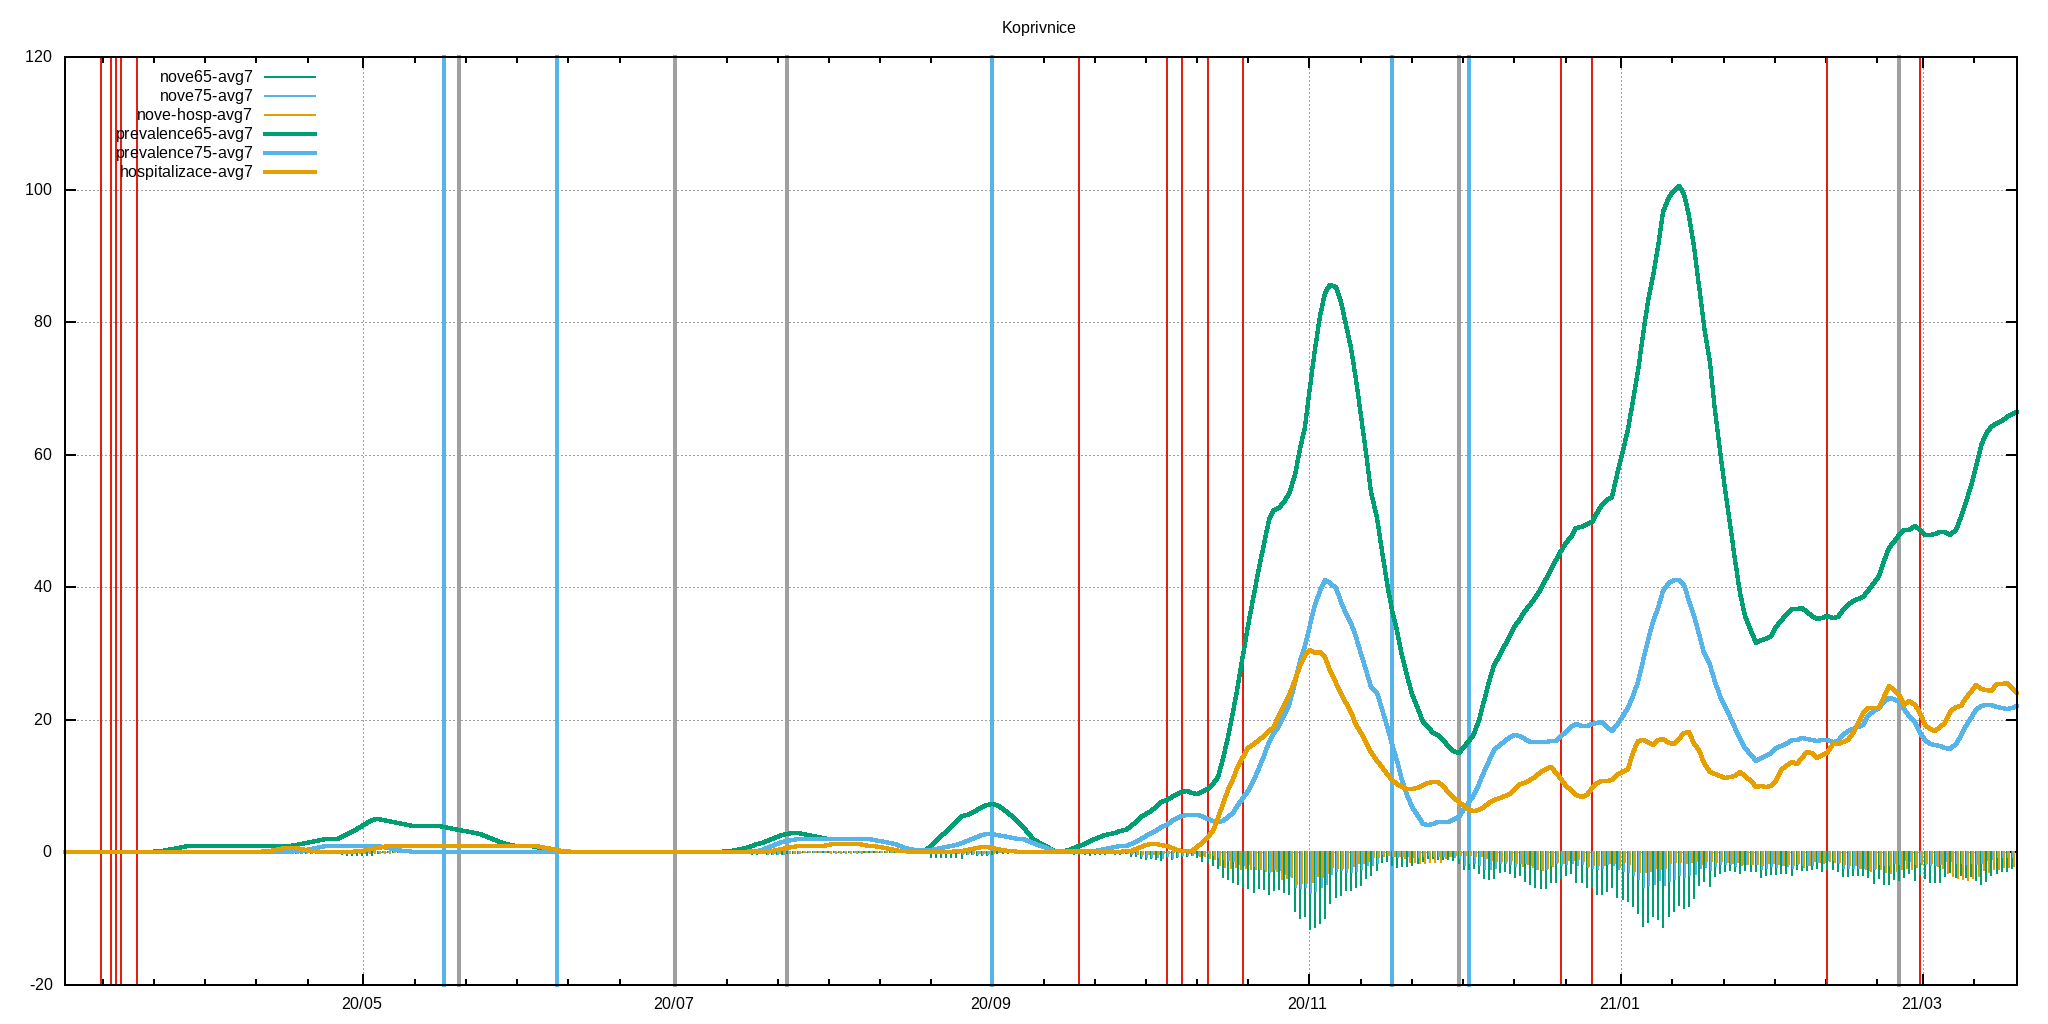 Koprivnice
120
100
80
60
40
20
0
-20
nove65-avg7
nove75-avg7
nove-hosp-avg7
prevalence65-avg7
prevalence75-avg7
hospitalizace-avg7
20/05
20/07
20/09
20/11
21/01
21/03